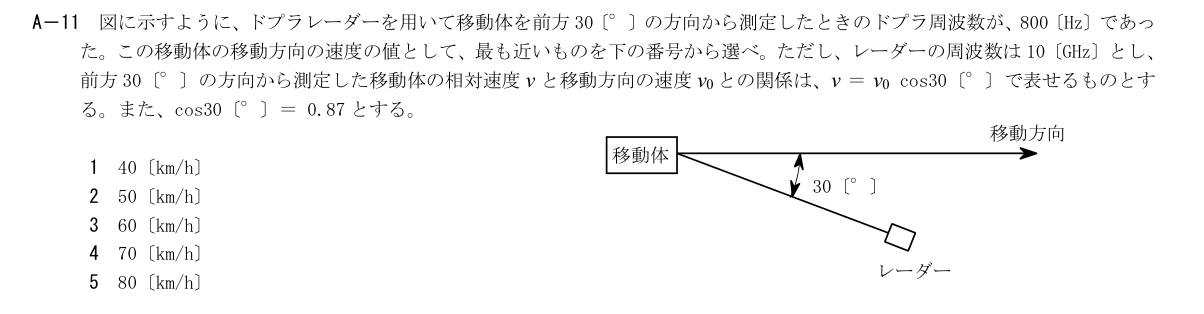 A－11　図に示すように、ドプラレーダーを用いて移動体を前方 30〔°〕の方向から測定したときのドプラ周波数が、800〔Hz〕であっ
た。この移動体の移動方向の速度の値として、最も近いものを下の番号から選べ。ただし、レーダーの周波数は 10〔GHz〕とし、
前方 30〔°〕の方向から測定した移動体の相対速度 v と移動方向の速度 v₀ との関係は、v ＝ v₀ cos30〔°〕で表せるものとす
る。また、cos30〔°〕＝ 0.87 とする。
移動方向
移動体
30〔°〕
レーダー
1　40〔km/h〕
2　50〔km/h〕
3　60〔km/h〕
4　70〔km/h〕
5　80〔km/h〕